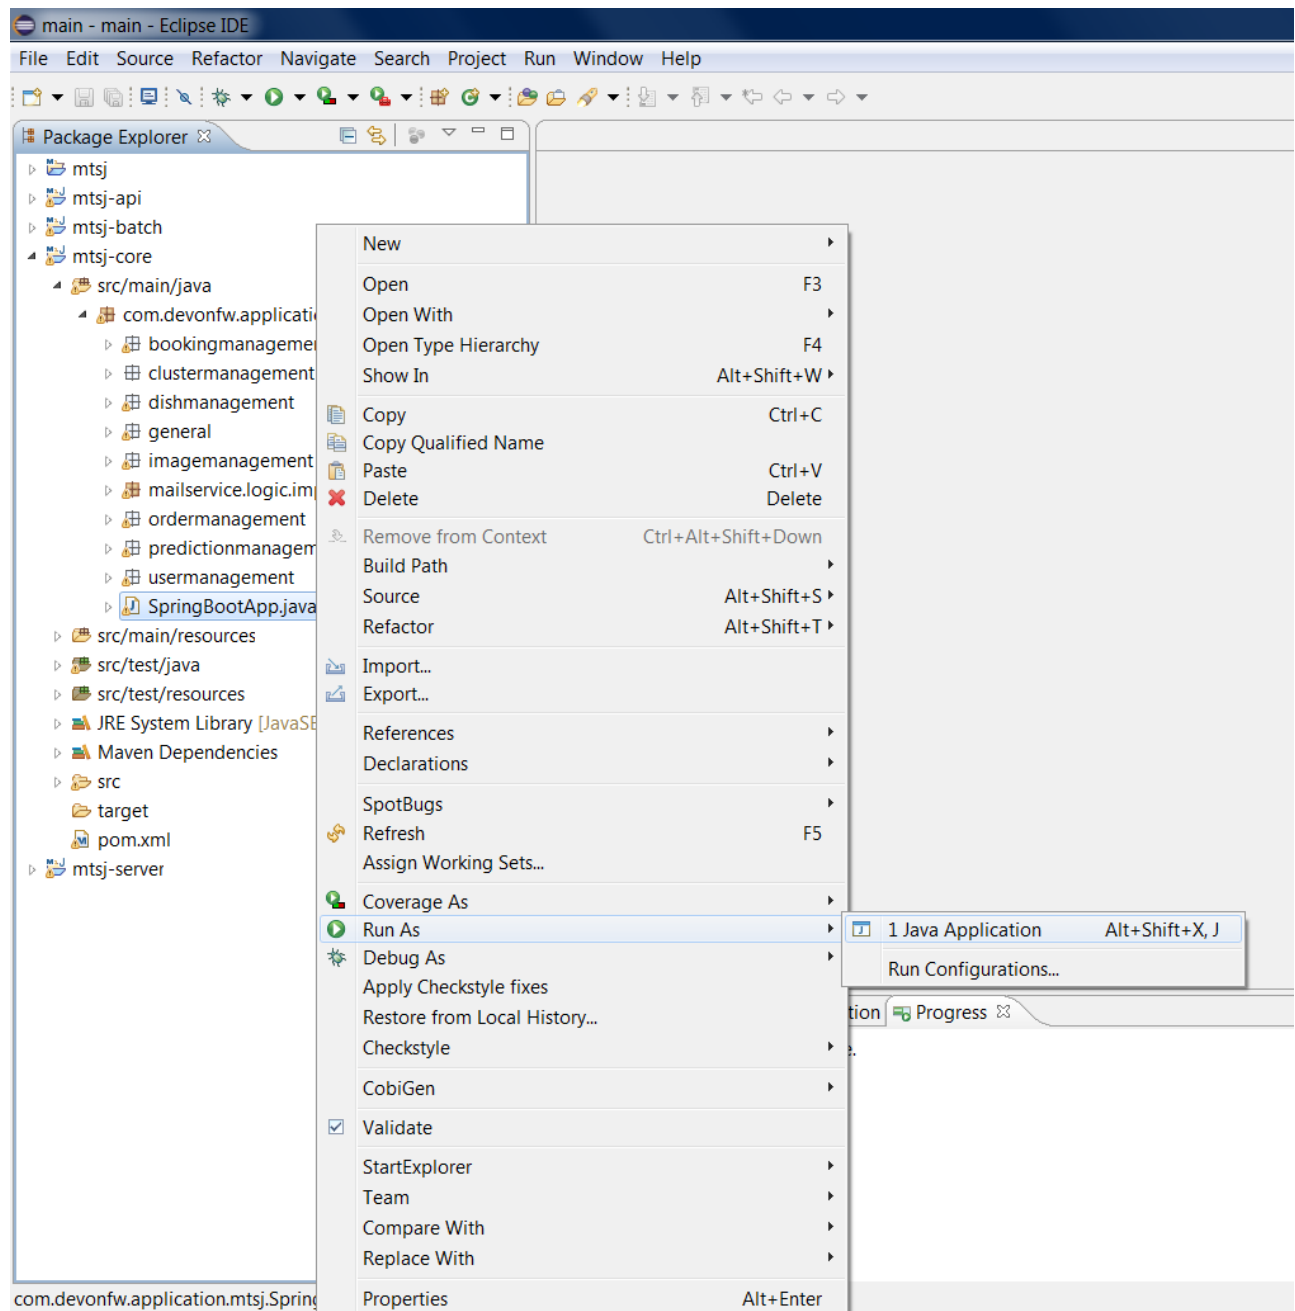 main - main - Eclipse IDE
File Edit Source Refactor Navigate Search Project Run Window Help
Package Explorer
mtsj
mtsj-api
mtsj-batch
mtsj-core
src/main/java
com.devonfw.applicati
bookingmanagemen
clustermanagement
dishmanagement
general
imagemanagement
mailservice.logic.imp
ordermanagement
predictionmanagem
usermanagement
SpringBootApp.java
src/main/resources
src/test/java
src/test/resources
JRE System Library [JavaSE
Maven Dependencies
src
target
pom.xml
mtsj-server
com.devonfw.application.mtsj.Spring
New
Open F3
Open With
Open Type Hierarchy F4
Show In Alt+Shift+W
Copy Ctrl+C
Copy Qualified Name
Paste Ctrl+V
Delete Delete
Remove from Context Ctrl+Alt+Shift+Down
Build Path
Source Alt+Shift+S
Refactor Alt+Shift+T
Import...
Export...
References
Declarations
SpotBugs
Refresh F5
Assign Working Sets...
Coverage As
Run As
Debug As
Apply Checkstyle fixes
Restore from Local History...
Checkstyle
CobiGen
Validate
StartExplorer
Team
Compare With
Replace With
Properties Alt+Enter
1 Java Application Alt+Shift+X, J
Run Configurations...
tion Progress
e.